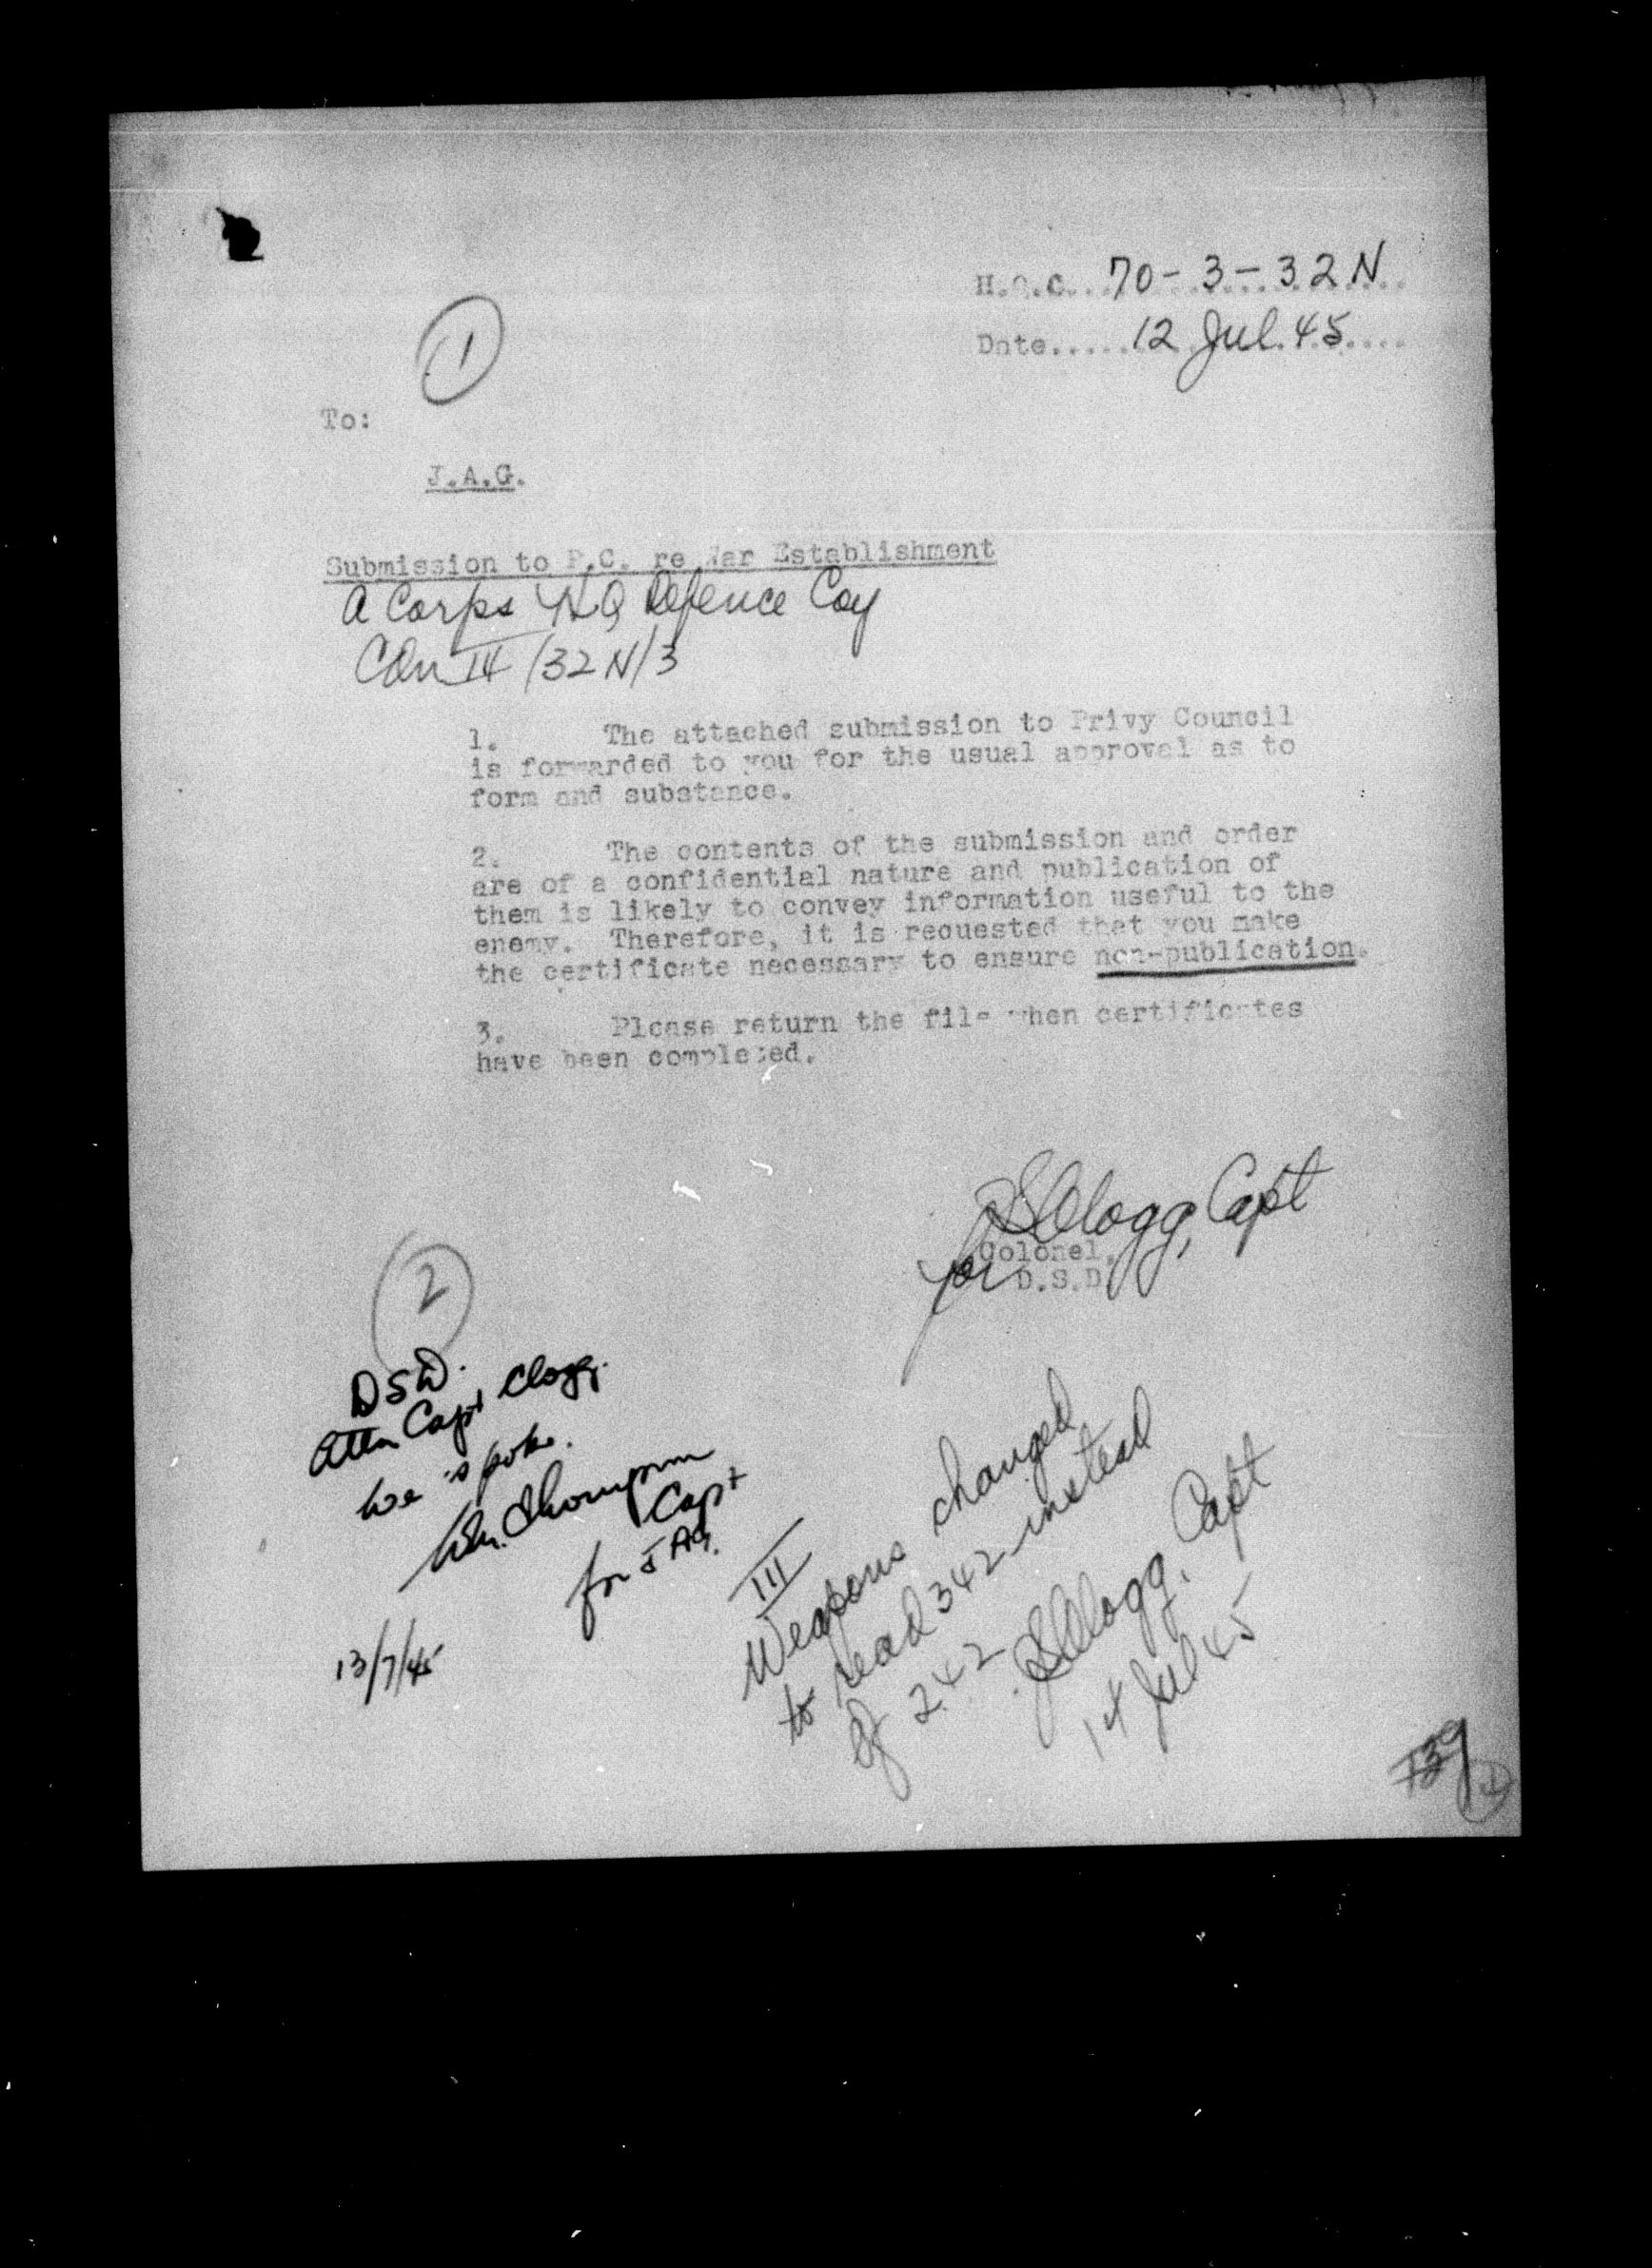 H.Q.C. 70-3-32N
Date 12 Jul. 45
1
To:
J.A.G.
Submission to P.C. re War Establishment
A Corps HQ Defence Coy
Cdn IV/32N/3
1. The attached submission to Privy Council
is forwarded to you for the usual approval as to
form and substance.
2. The contents of the submission and order
are of a confidential nature and publication of
them is likely to convey information useful to the
enemy. Therefore, it is requested that you make
the certificate necessary to ensure non-publication.
3. Please return the file when certificates
have been completed.
Clogg, Capt
for Colonel,
D.S.D.
2
DSD.
Attn Capt Clogg.
We spoke.
Thompson
Capt
for JAG.
13/7/45
III
Weapons changed
to read 342 instead
of 242
Clogg, Capt
14 Jul 45
139